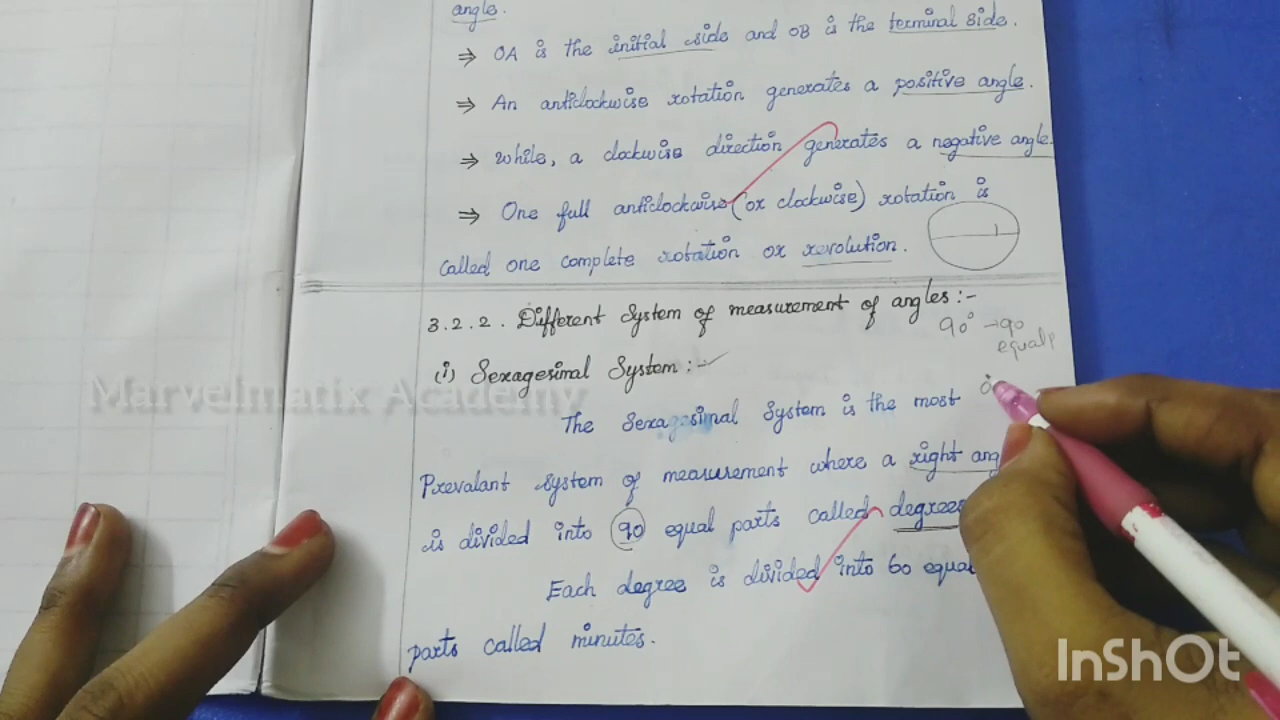 angle.
⇒ OA is the initial side and OB is the terminal side.
⇒ An anticlockwise rotation generates a positive angle.
⇒ While, a clockwise direction generates a negative angle.
⇒ One full anticlockwise (or clockwise) rotation is
called one complete rotation or revolution.
3.2.2. Different System of measurement of angles:-
90° → 90
equal p
(i) Sexagesimal System:-
Marvelmatix Academy
The Sexagesimal System is the most
Prevalant System of measurement where a right ang
is divided into 90 equal parts called degrees
Each degree is divided into 60 equal
parts called minutes.
InShOt